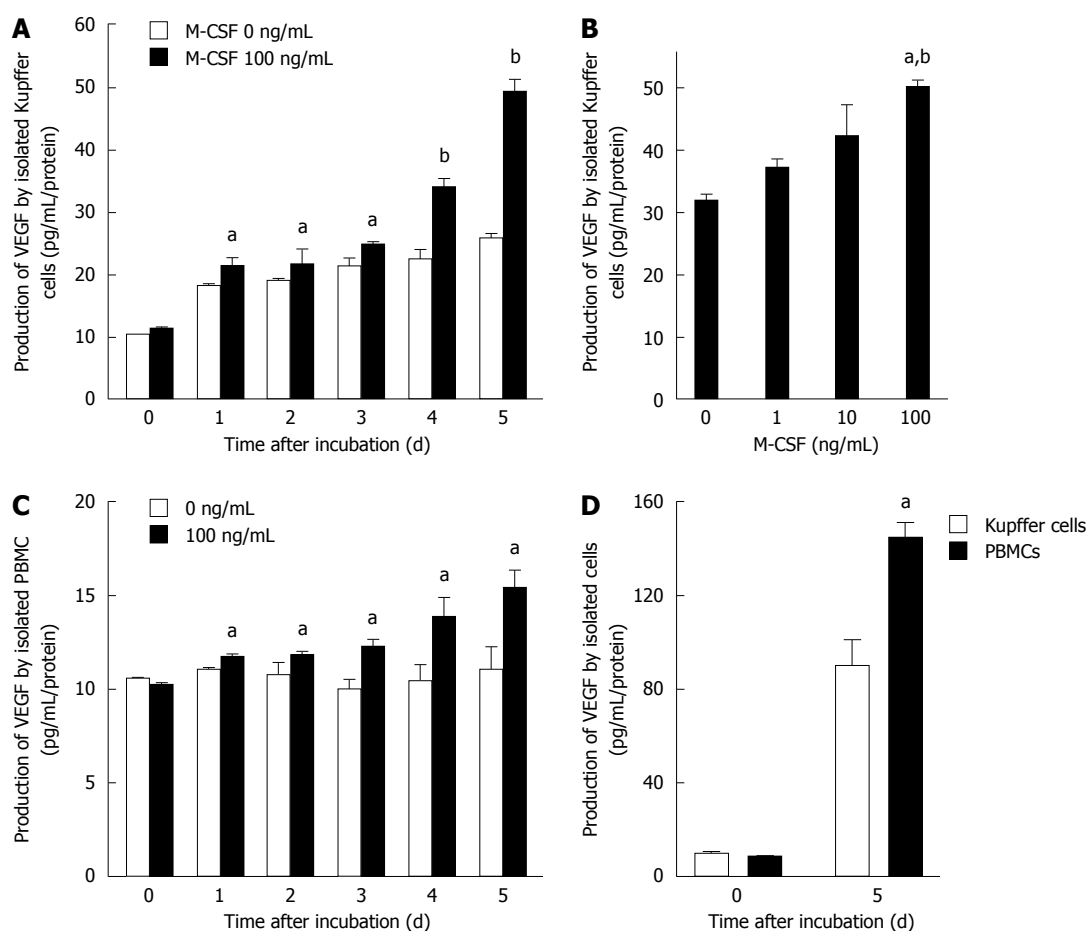 A
Production of VEGF by isolated Kupffer
cells (pg/mL/protein)
60
50
40
30
20
10
0
M-CSF 0 ng/mL
M-CSF 100 ng/mL
a
a
a
b
b
0 1 2 3 4 5
Time after incubation (d)
B
Production of VEGF by isolated Kupffer
cells (pg/mL/protein)
60
50
40
30
20
10
0
a,b
0 1 10 100
M-CSF (ng/mL)
C
Production of VEGF by isolated PBMC
(pg/mL/protein)
20
15
10
5
0
0 ng/mL
100 ng/mL
a
a
a
a
a
0 1 2 3 4 5
Time after incubation (d)
D
Production of VEGF by isolated cells
(pg/mL/protein)
160
120
80
40
0
a
Kupffer cells
PBMCs
0 5
Time after incubation (d)